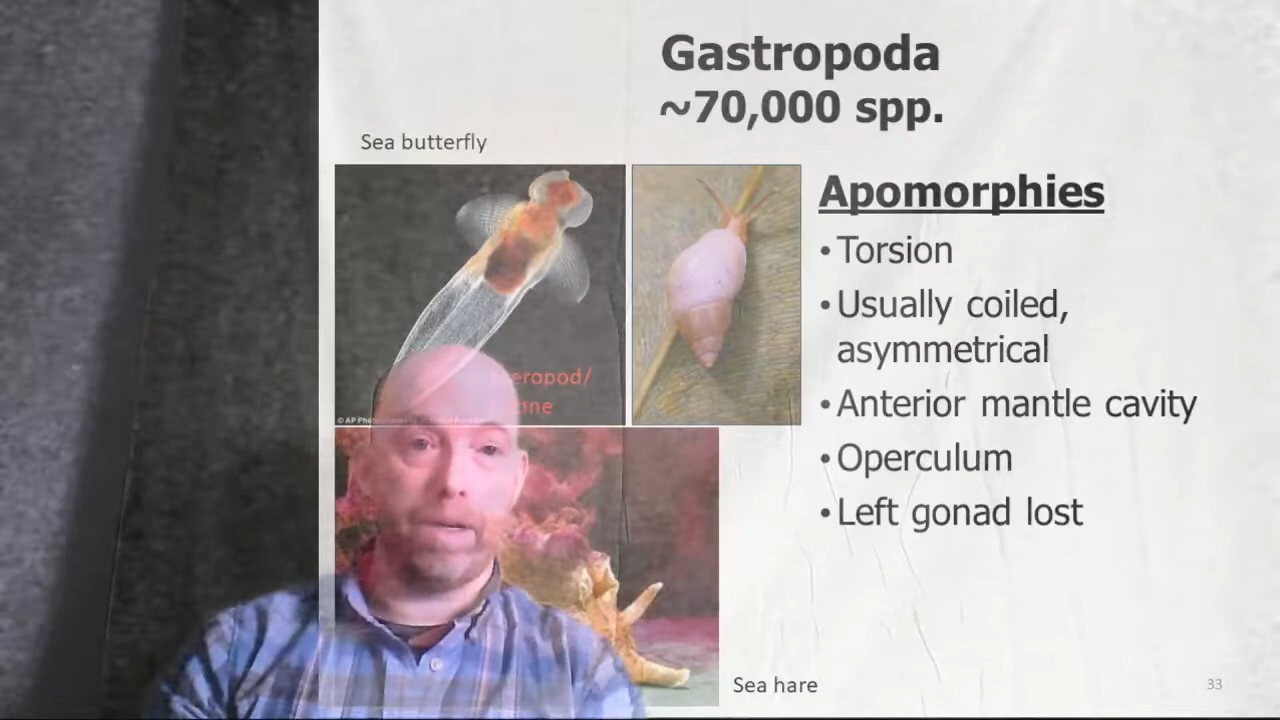 Gastropoda
~70,000 spp.
Sea butterfly
Apomorphies
•Torsion
•Usually coiled,
asymmetrical
•Anterior mantle cavity
•Operculum
•Left gonad lost
© AP
Sea hare
33